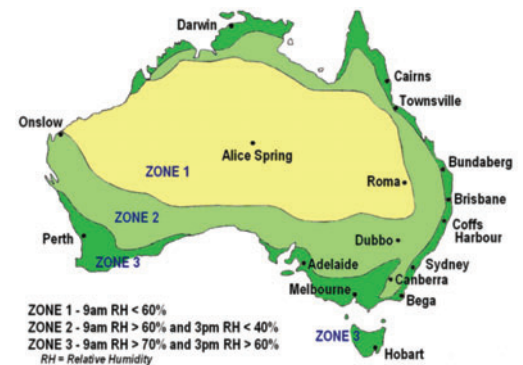 Darwin
Cairns
Townsville
Onslow
Alice Spring
ZONE 1
Bundaberg
Roma
Brisbane
ZONE 2
Coffs
Harbour
Perth
Dubbo
ZONE 3
Adelaide
Sydney
Canberra
Melbourne
Bega
ZONE 1 - 9am RH < 60%
ZONE 2 - 9am RH > 60% and 3pm RH < 40%
ZONE 3 - 9am RH > 70% and 3pm RH > 60%
RH = Relative Humidity
ZONE 3
Hobart